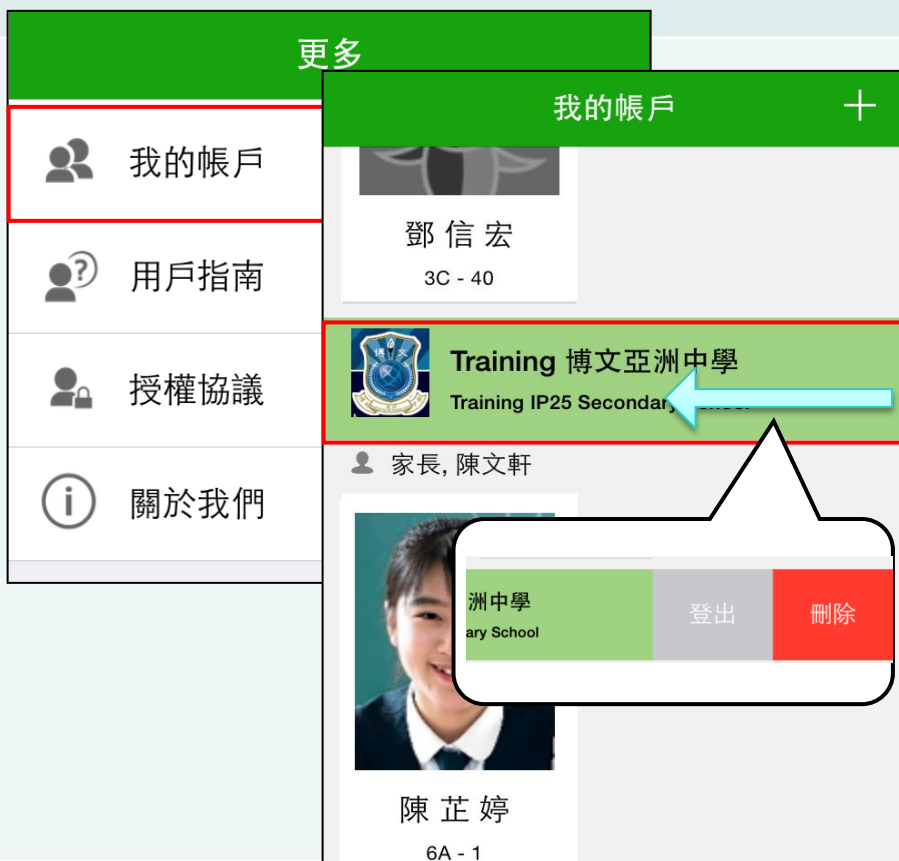 更多
我的帳戶
用戶指南
授權協議
關於我們
我的帳戶
鄧信宏
3C - 40
博文
Training 博文亞洲中學
Training IP25 Secondary
家長, 陳文軒
洲中學
ary School
登出
刪除
陳芷婷
6A - 1